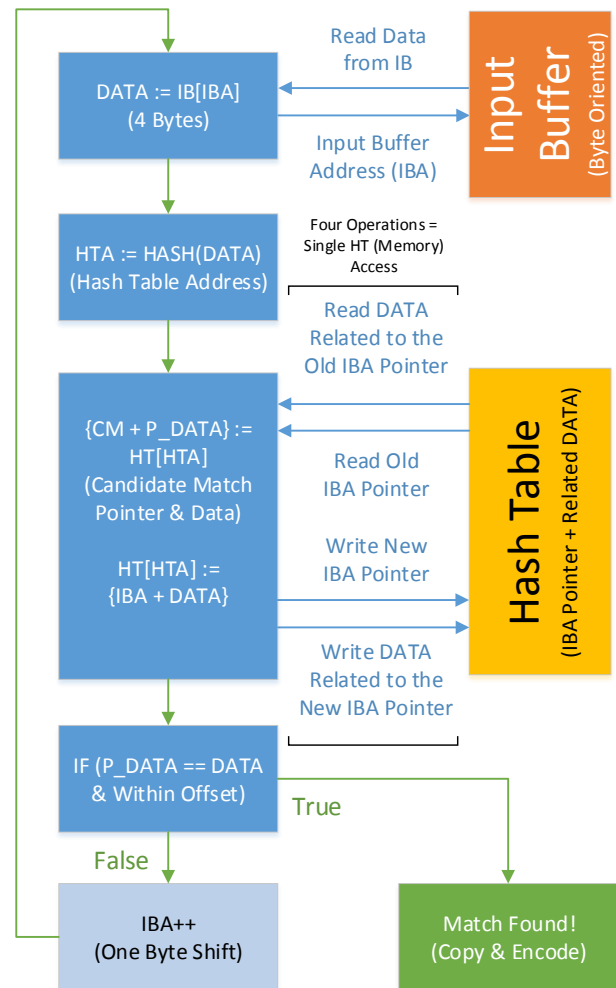 Read Data
from IB
DATA := IB[IBA]
(4 Bytes)
Input Buffer
Address (IBA)
Input
Buffer
(Byte Oriented)
HTA := HASH(DATA)
(Hash Table Address)
Four Operations =
Single HT (Memory)
Access
Read DATA
Related to the
Old IBA Pointer
{CM + P_DATA} :=
HT[HTA]
(Candidate Match
Pointer & Data)
HT[HTA] :=
{IBA + DATA}
Read Old
IBA Pointer
Write New
IBA Pointer
Write DATA
Related to the
New IBA Pointer
Hash Table
(IBA Pointer + Related DATA)
IF (P_DATA == DATA
& Within Offset)
True
False
IBA++
(One Byte Shift)
Match Found!
(Copy & Encode)